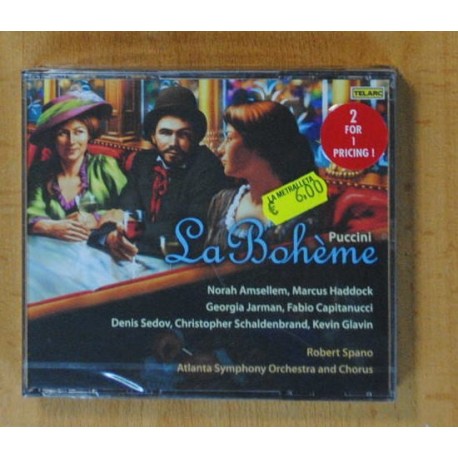 TELARC
2
FOR
1
PRICING !
LA METRALLETA
€ 6,00
Puccini
La Bohème
Norah Amsellem, Marcus Haddock
Georgia Jarman, Fabio Capitanucci
Denis Sedov, Christopher Schaldenbrand, Kevin Glavin
Robert Spano
Atlanta Symphony Orchestra and Chorus